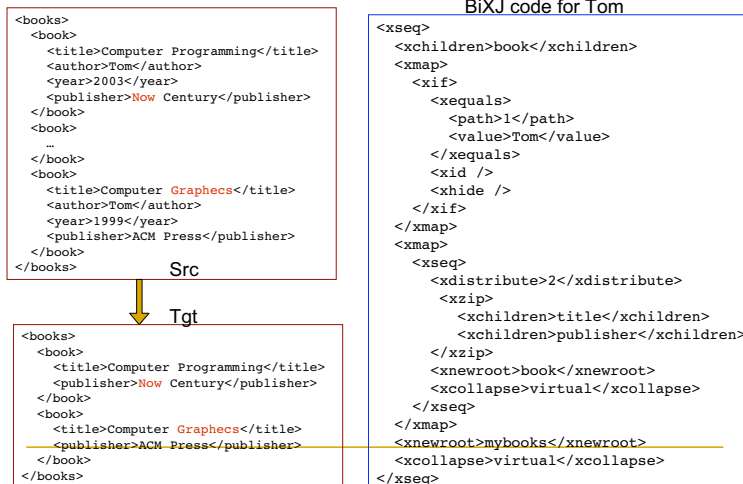 <books>
  <book>
    <title>Computer Programming</title>
    <author>Tom</author>
    <year>2003</year>
    <publisher>Now Century</publisher>
  </book>
  <book>
    …
  </book>
  <book>
    <title>Computer Graphecs</title>
    <author>Tom</author>
    <year>1999</year>
    <publisher>ACM Press</publisher>
  </book>
</books>
Src
Tgt
<books>
  <book>
    <title>Computer Programming</title>
    <publisher>Now Century</publisher>
  </book>
  <book>
    <title>Computer Graphecs</title>
    <publisher>ACM Press</publisher>
  </book>
</books>
BiXJ code for Tom
<xseq>
  <xchildren>book</xchildren>
  <xmap>
    <xif>
      <xequals>
        <path>1</path>
        <value>Tom</value>
      </xequals>
      <xid />
      <xhide />
    </xif>
  </xmap>
  <xmap>
    <xseq>
      <xdistribute>2</xdistribute>
       <xzip>
        <xchildren>title</xchildren>
        <xchildren>publisher</xchildren>
      </xzip>
      <xnewroot>book</xnewroot>
      <xcollapse>virtual</xcollapse>
    </xseq>
  </xmap>
  <xnewroot>mybooks</xnewroot>
  <xcollapse>virtual</xcollapse>
</xseq>